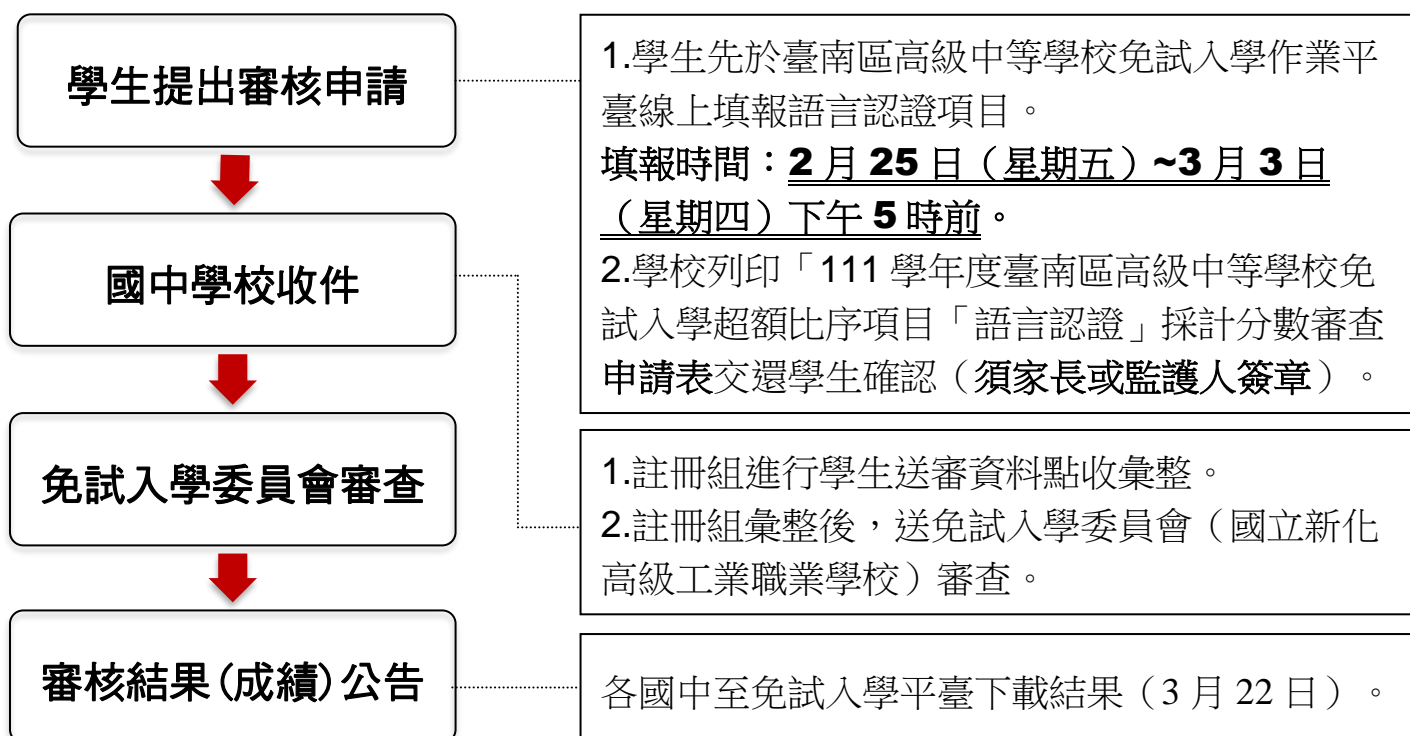 學生提出審核申請
1.學生先於臺南區高級中等學校免試入學作業平
臺線上填報語言認證項目。
填報時間：2 月 25 日（星期五）~3 月 3 日
（星期四）下午 5 時前。
2.學校列印「111 學年度臺南區高級中等學校免
試入學超額比序項目「語言認證」採計分數審查
申請表交還學生確認（須家長或監護人簽章）。
國中學校收件
1.註冊組進行學生送審資料點收彙整。
2.註冊組彙整後，送免試入學委員會（國立新化
高級工業職業學校）審查。
免試入學委員會審查
審核結果(成績)公告
各國中至免試入學平臺下載結果（3 月 22 日）。